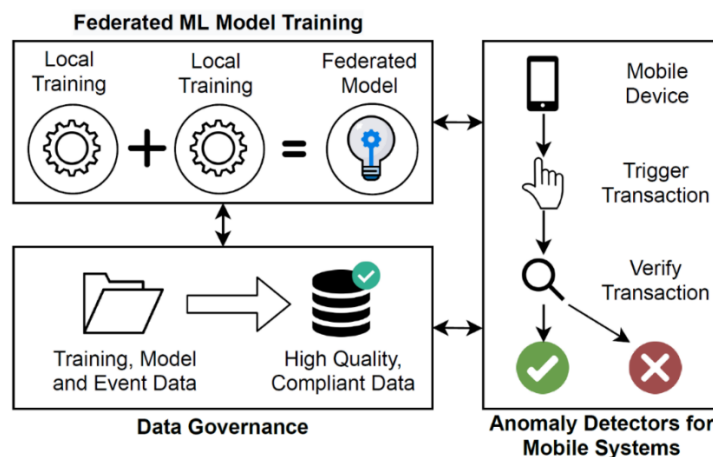 Federated ML Model Training
Local
Training
Local
Training
Federated
Model
Mobile
Device
Trigger
Transaction
Verify
Transaction
Training, Model
and Event Data
High Quality,
Compliant Data
Data Governance
Anomaly Detectors for
Mobile Systems